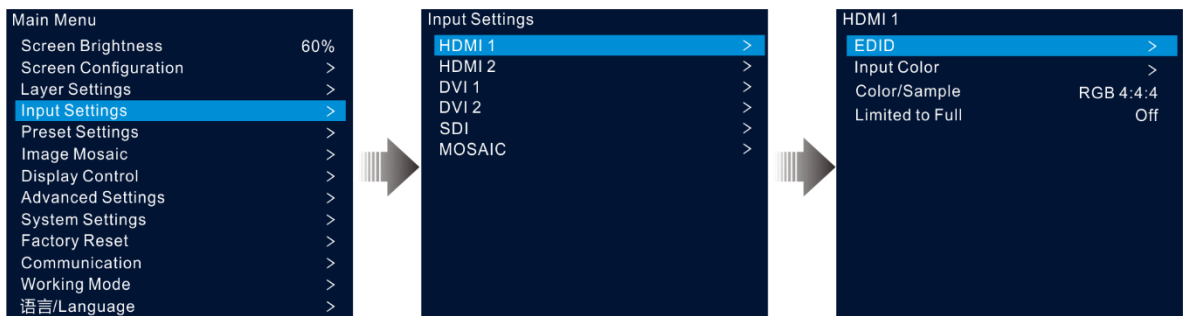 Main Menu
Screen Brightness 60%
Screen Configuration >
Layer Settings >
Input Settings >
Preset Settings >
Image Mosaic >
Display Control >
Advanced Settings >
System Settings >
Factory Reset >
Communication >
Working Mode >
语言/Language >
Input Settings
HDMI 1 >
HDMI 2 >
DVI 1 >
DVI 2 >
SDI >
MOSAIC >
HDMI 1
EDID >
Input Color >
Color/Sample RGB 4:4:4
Limited to Full Off